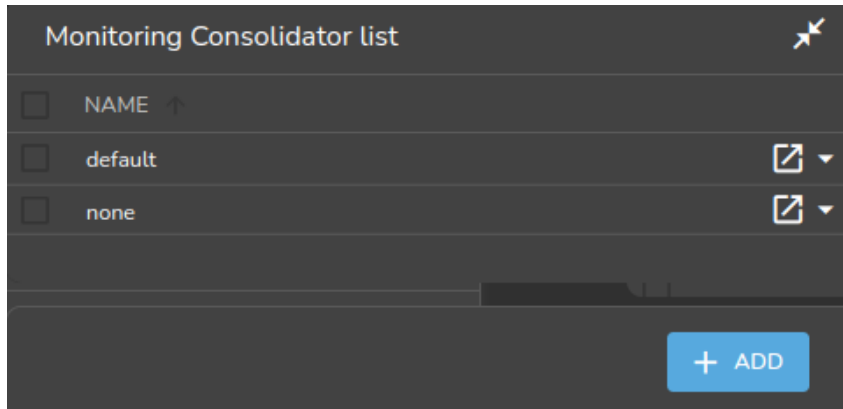 Monitoring Consolidator list
NAME
default
none
+ ADD